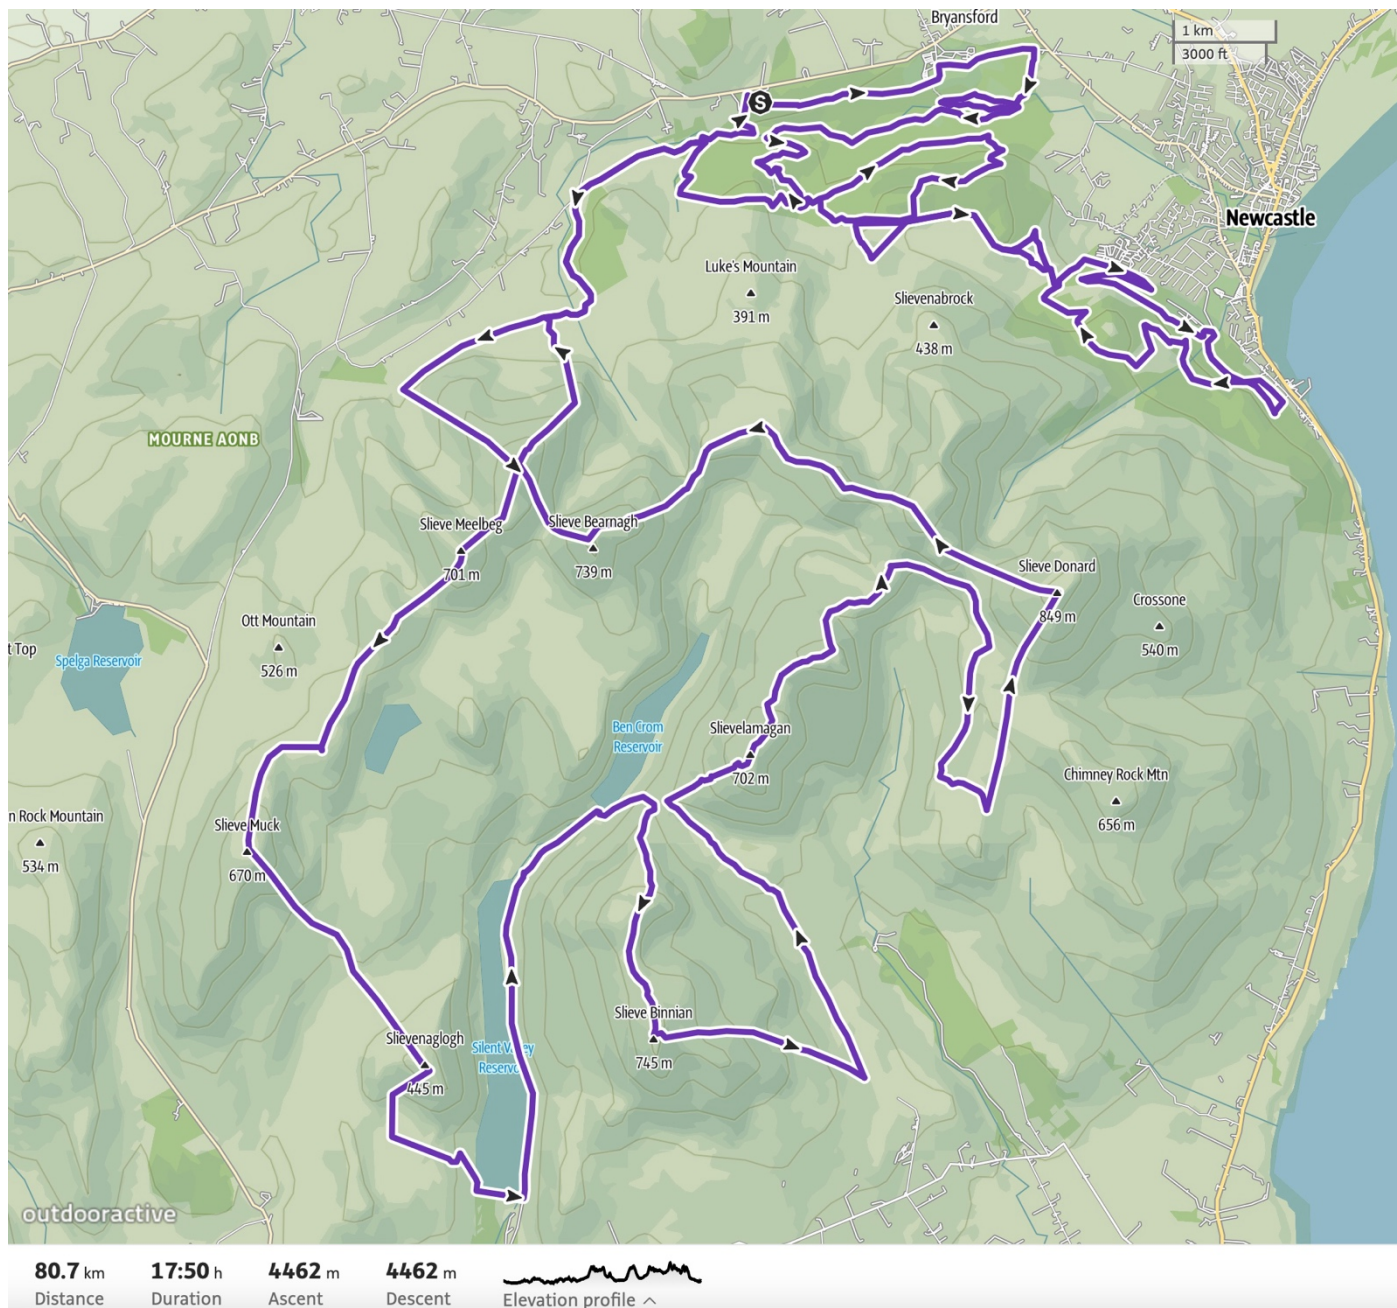 Bryansford
1 km
3000 ft
S
Newcastle
Luke's Mountain
391 m
Slievenabrock
438 m
MOURNE AONB
Slieve Meelbeg
701 m
Slieve Bearnagh
739 m
Slieve Donard
849 m
Crossone
540 m
Ott Mountain
526 m
t Top
Spelga Reservoir
Ben Crom
Reservoir
Slievelamagan
702 m
Chimney Rock Mtn
656 m
n Rock Mountain
534 m
Slieve Muck
670 m
Slieve Binnian
745 m
Slievenaglogh
445 m
Silent V ey
Reservo
outdooractive
80.7 km
Distance
17:50 h
Duration
4462 m
Ascent
4462 m
Descent
Elevation profile